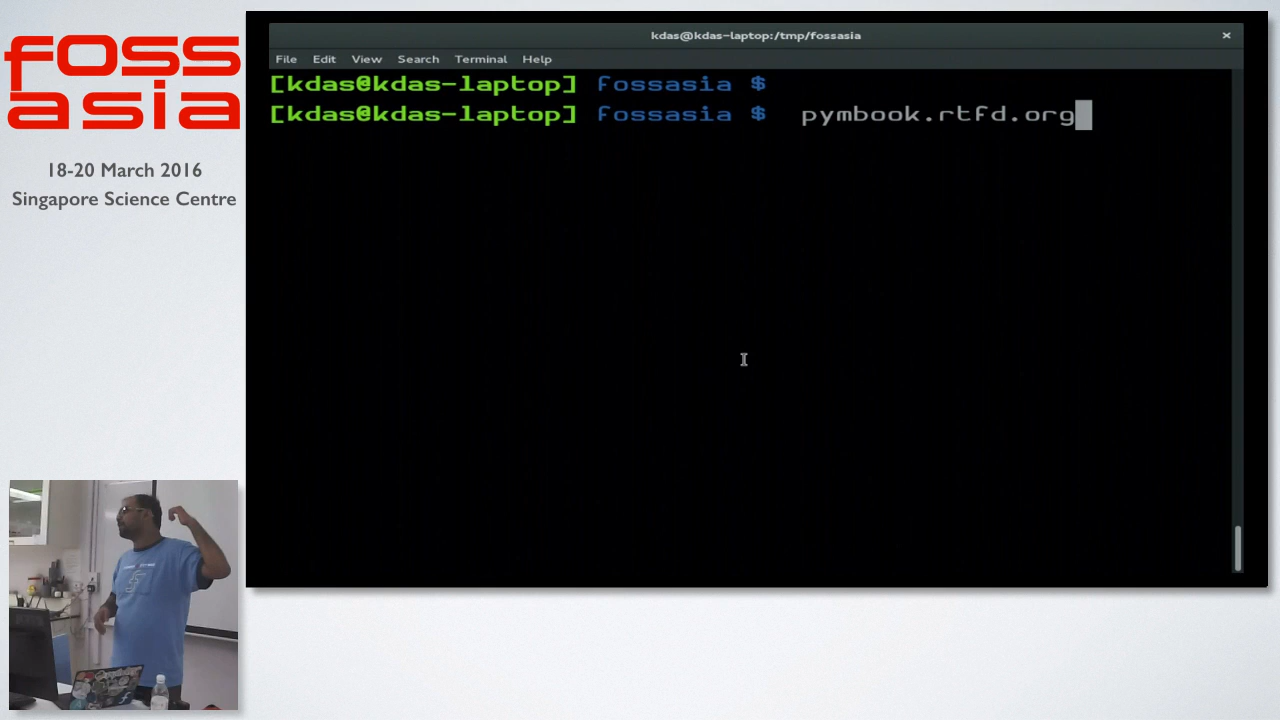 fOSS
asia
18-20 March 2016
Singapore Science Centre
kdas@kdas-laptop:/tmp/fossasia
×
File Edit View Search Terminal Help
[kdas@kdas-laptop] Fossasia $
[kdas@kdas-laptop] Fossasia $ pymbook.rtfd.org